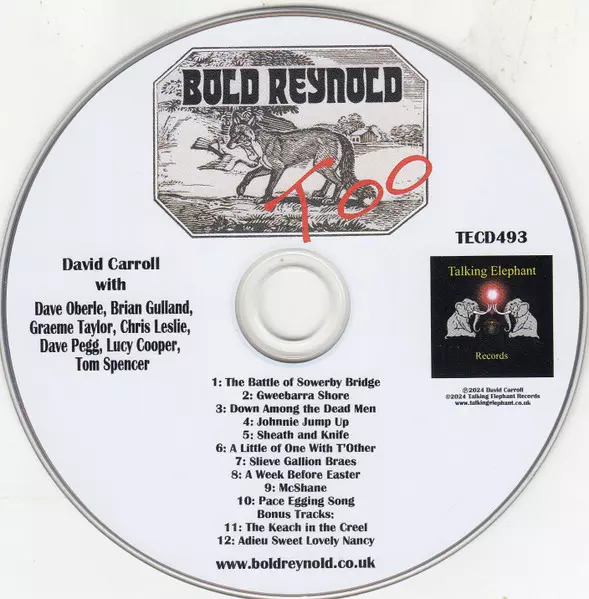 BOLD REYNOLD
Too
TECD493
David Carroll
with
Dave Oberle, Brian Gulland,
Graeme Taylor, Chris Leslie,
Dave Pegg, Lucy Cooper,
Tom Spencer
Talking Elephant
Records
℗2024 David Carroll
©2024 Talking Elephant Records
www.talkingelephant.co.uk
1: The Battle of Sowerby Bridge
2: Gweebarra Shore
3: Down Among the Dead Men
4: Johnnie Jump Up
5: Sheath and Knife
6: A Little of One With T'Other
7: Slieve Gallion Braes
8: A Week Before Easter
9: McShane
10: Pace Egging Song
Bonus Tracks:
11: The Keach in the Creel
12: Adieu Sweet Lovely Nancy
www.boldreynold.co.uk